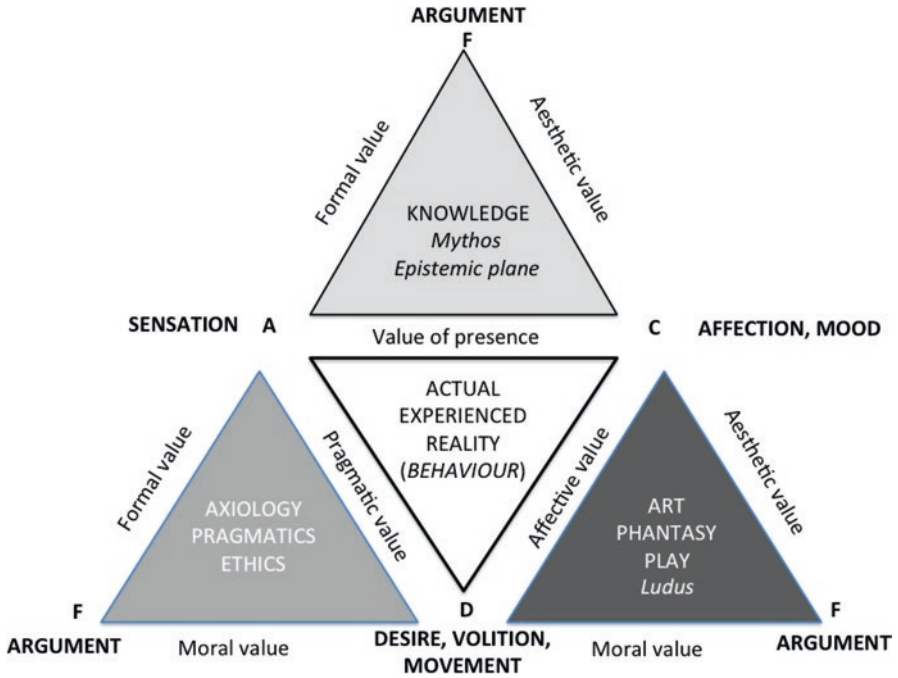 ARGUMENT
F
Formal value
Aesthetic value
KNOWLEDGE
Mythos
Epistemic plane
SENSATION A
Value of presence
C AFFECTION, MOOD
ACTUAL
EXPERIENCED
REALITY
(BEHAVIOUR)
Formal value
Pragmatic value
Affective value
Aesthetic value
AXIOLOGY
PRAGMATICS
ETHICS
ART
PHANTASY
PLAY
Ludus
F
ARGUMENT
Moral value
D
DESIRE, VOLITION,
MOVEMENT
Moral value
F
ARGUMENT